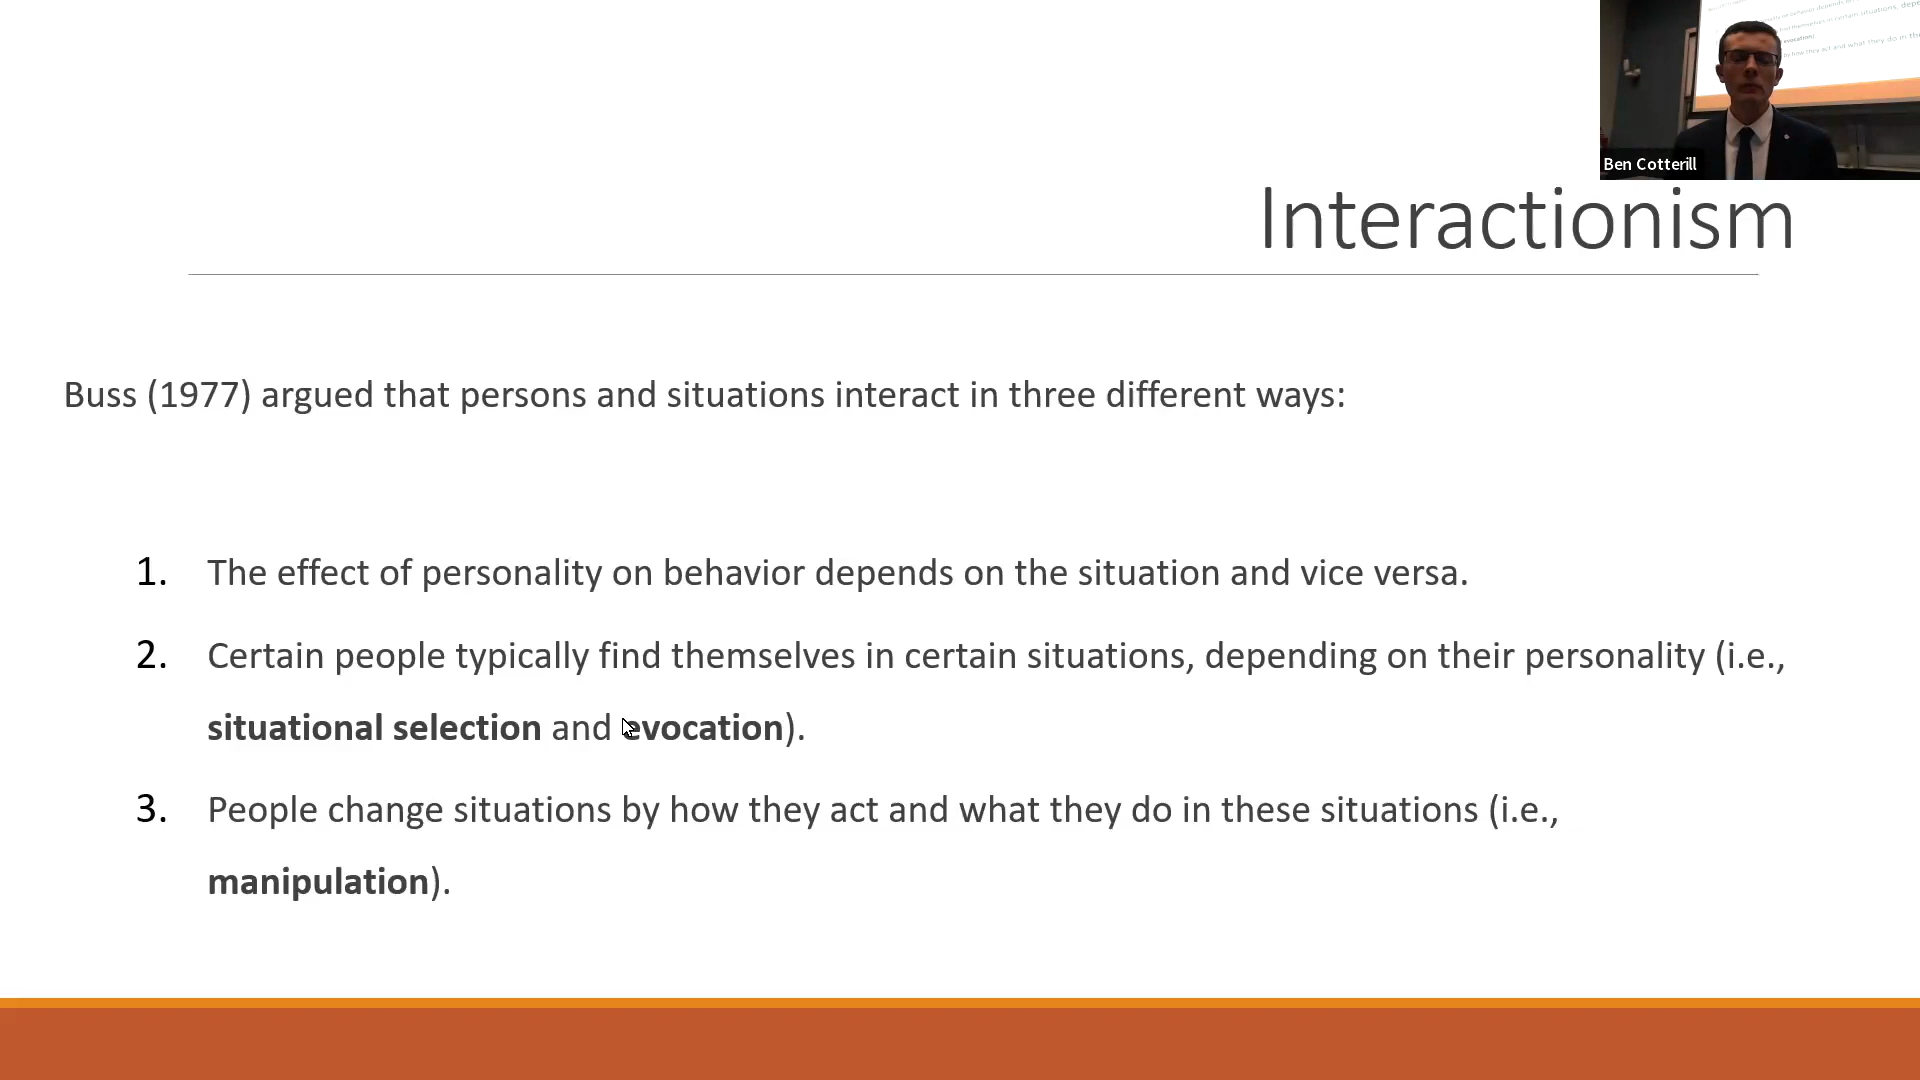 Ben Cotterill
Interactionism
Buss (1977) argued that persons and situations interact in three different ways:
1. The effect of personality on behavior depends on the situation and vice versa.
2. Certain people typically find themselves in certain situations, depending on their personality (i.e.,
situational selection and evocation).
3. People change situations by how they act and what they do in these situations (i.e.,
manipulation).